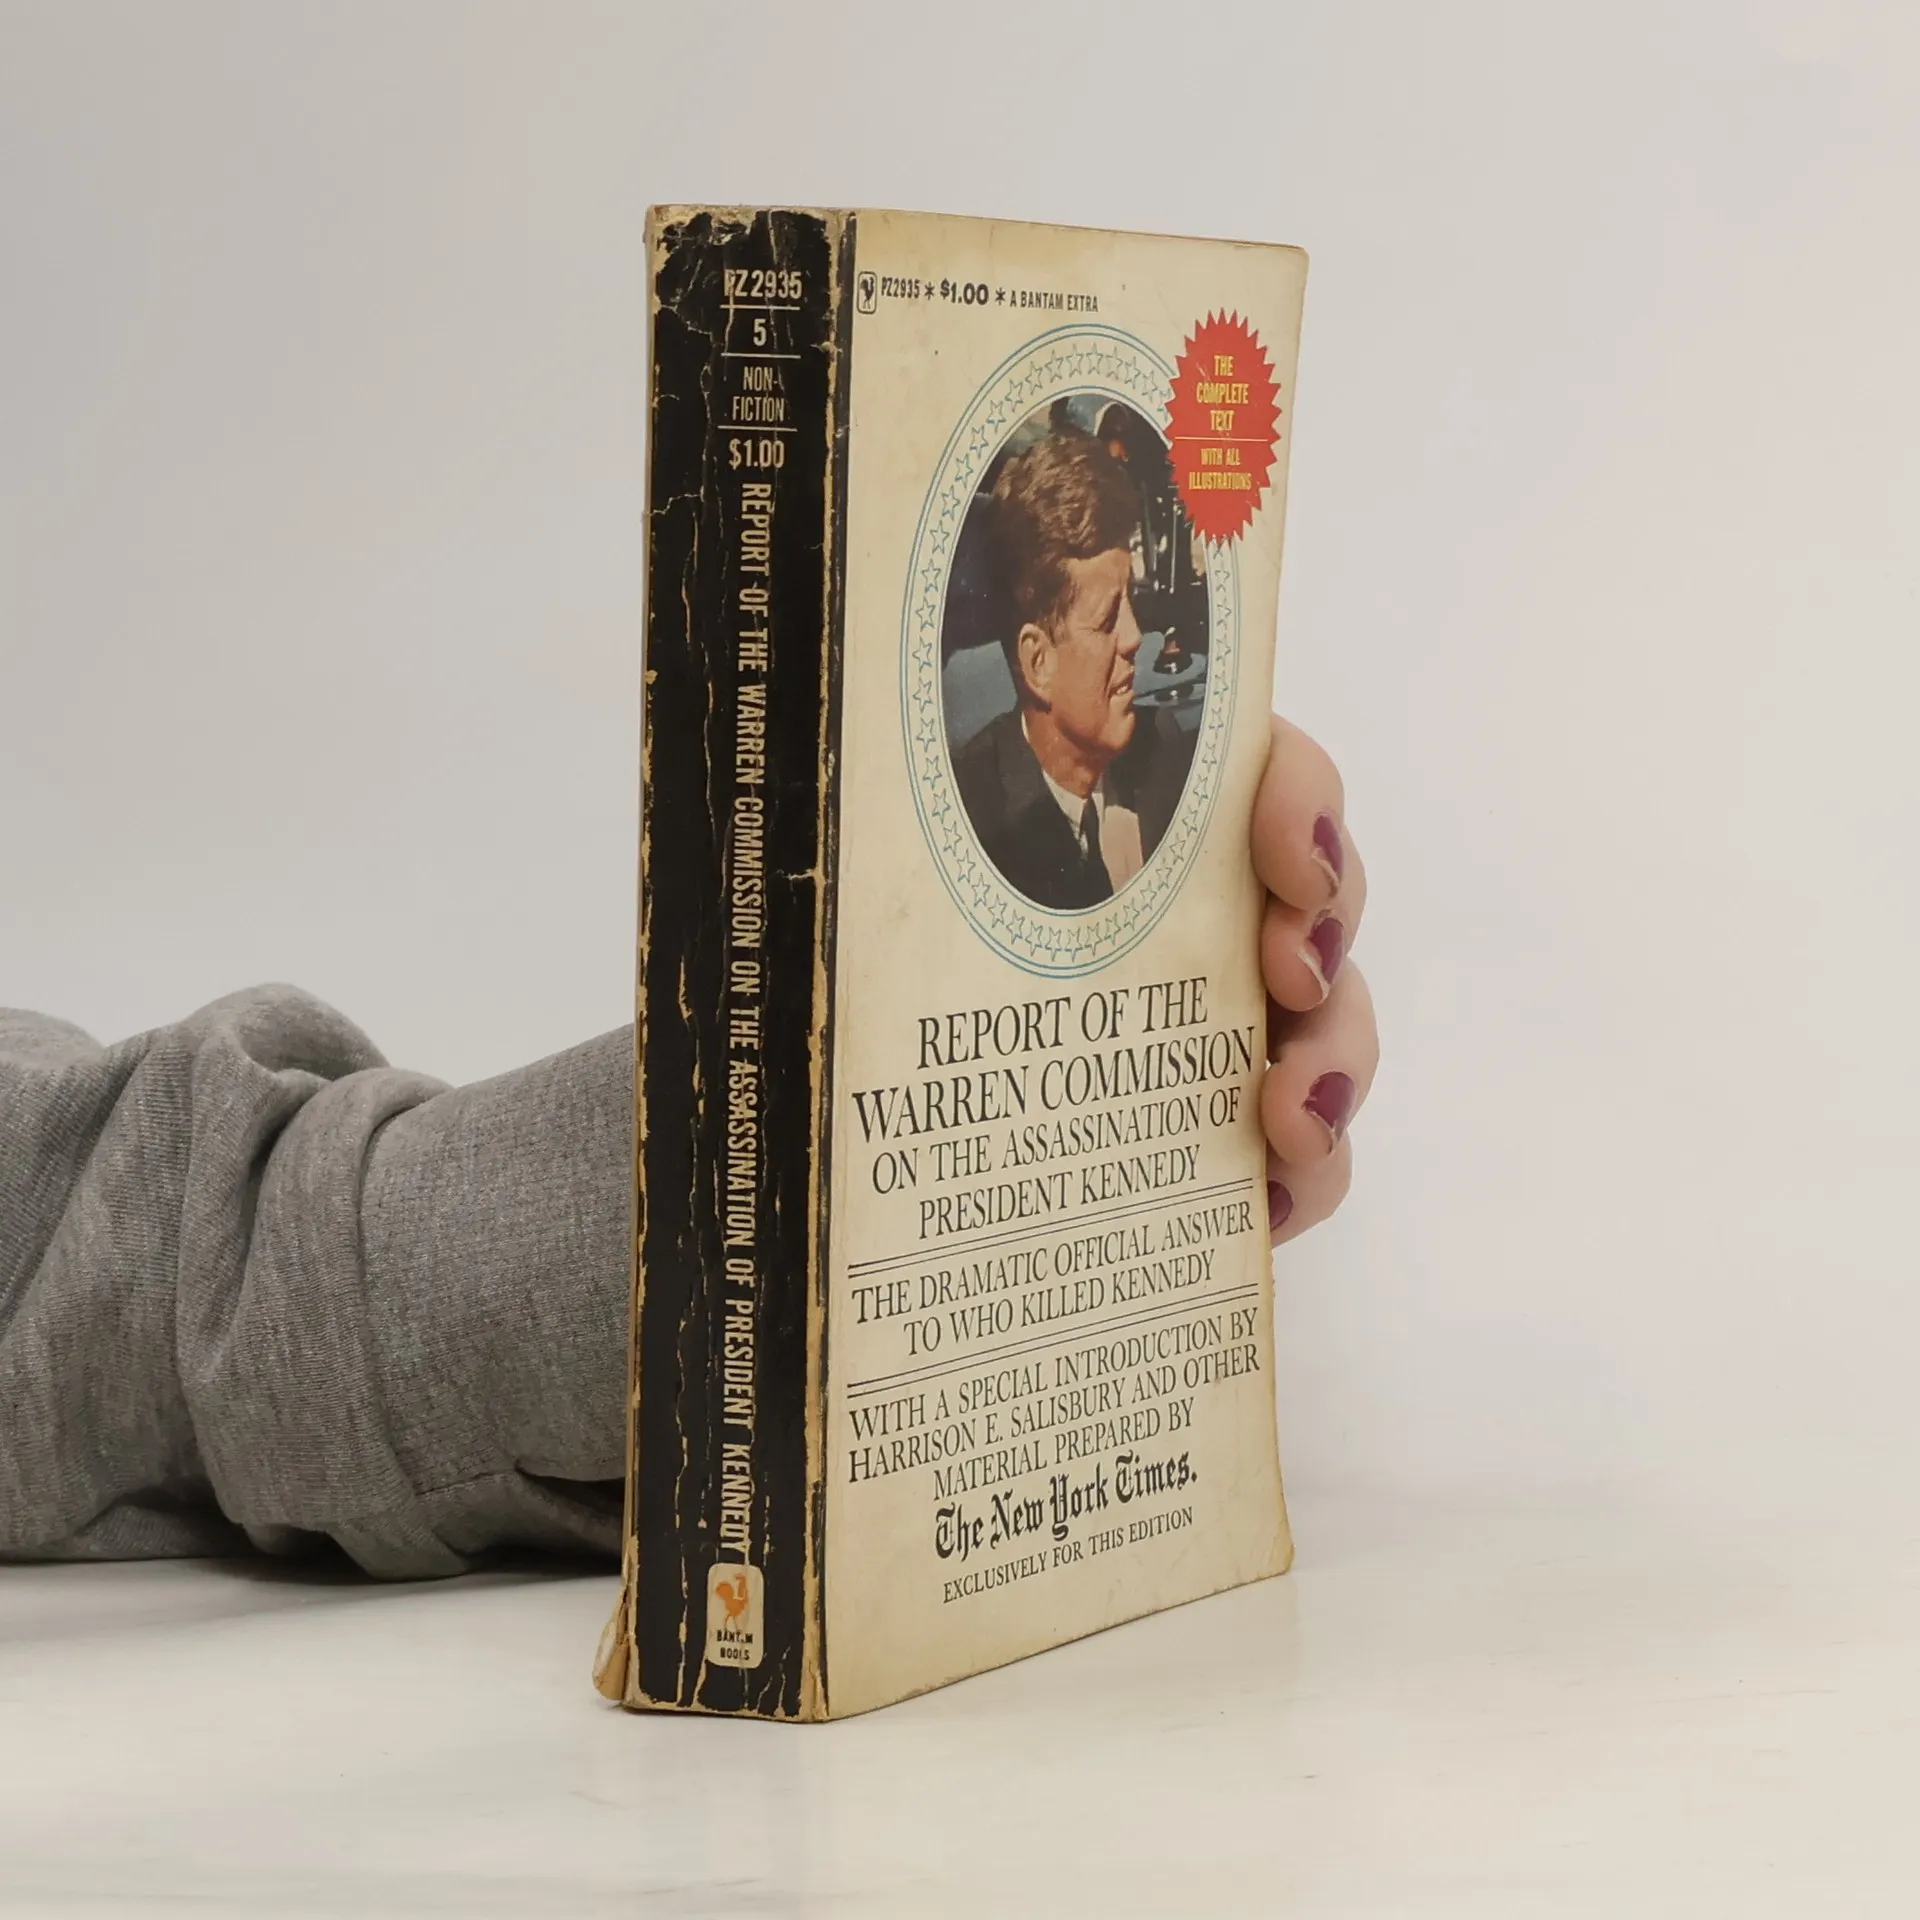 PZ2935
5
NON-
FICTION
$1.00
REPORT OF THE WARREN COMMISSION ON THE ASSASSINATION OF PRESIDENT KENNEDY
BANTAM
BOOKS
PZ2935 * $1.00 * A BANTAM EXTRA
THE
COMPLETE
TEXT
WITH ALL
ILLUSTRATIONS
REPORT OF THE
WARREN COMMISSION
ON THE ASSASSINATION OF
PRESIDENT KENNEDY
THE DRAMATIC OFFICIAL ANSWER
TO WHO KILLED KENNEDY
WITH A SPECIAL INTRODUCTION BY
HARRISON E. SALISBURY AND OTHER
MATERIAL PREPARED BY
The New York Times.
EXCLUSIVELY FOR THIS EDITION